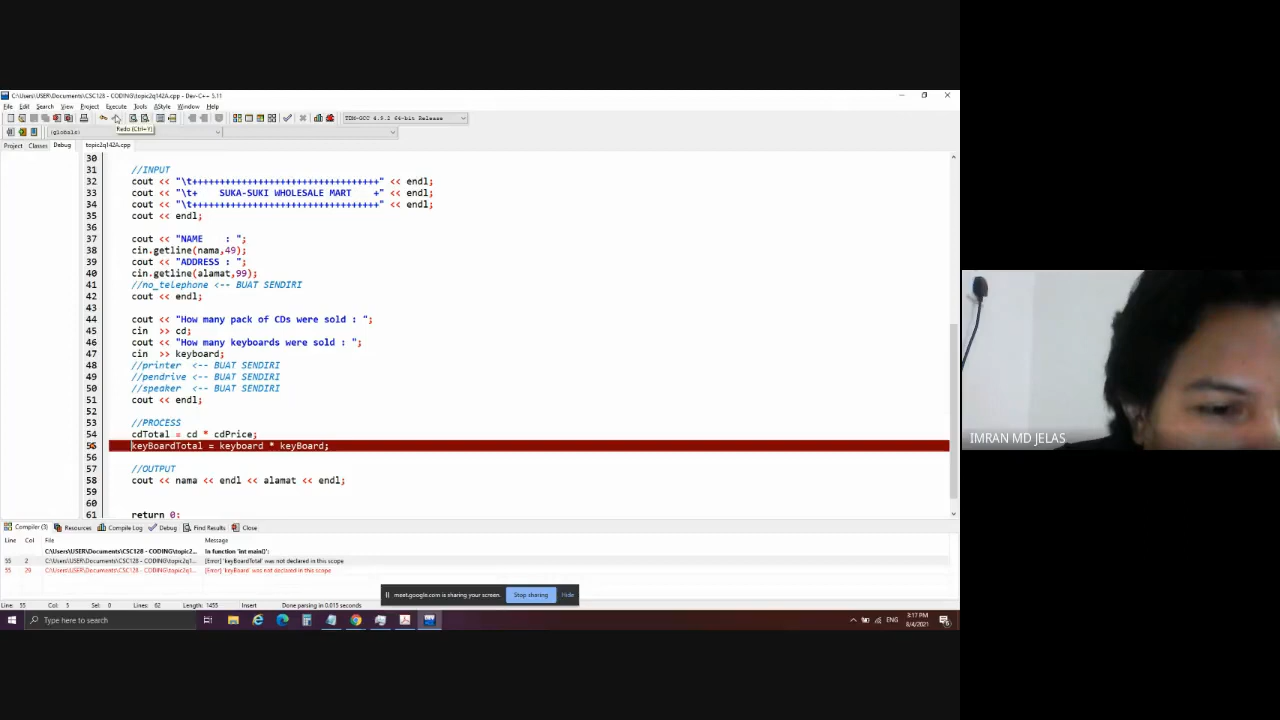 C:\Users\USER\Documents\CSC128 - CODING\topic2q142A.cpp - Dev-C++ 5.11
File Edit Search View Project Execute Tools AStyle Window Help
TDM-GCC 4.9.2 64-bit Release
Redo (Ctrl+Y)
(globals)
Project Classes Debug topic2q142A.cpp
30
31 //INPUT
32 cout << "\t++++++++++++++++++++++++++++++++++" << endl;
33 cout << "\t+ SUKA-SUKI WHOLESALE MART +" << endl;
34 cout << "\t++++++++++++++++++++++++++++++++++" << endl;
35 cout << endl;
36
37 cout << "NAME : ";
38 cin.getline(nama,49);
39 cout << "ADDRESS : ";
40 cin.getline(alamat,99);
41 //no_telephone <-- BUAT SENDIRI
42 cout << endl;
43
44 cout << "How many pack of CDs were sold : ";
45 cin >> cd;
46 cout << "How many keyboards were sold : ";
47 cin >> keyboard;
48 //printer <-- BUAT SENDIRI
49 //pendrive <-- BUAT SENDIRI
50 //speaker <-- BUAT SENDIRI
51 cout << endl;
52
53 //PROCESS
54 cdTotal = cd * cdPrice;
55 keyBoardTotal = keyboard * keyBoard;
56
57 //OUTPUT
58 cout << nama << endl << alamat << endl;
59
60
61 return 0;
Compiler (3) Resources Compile Log Debug Find Results Close
Line Col File Message
C:\Users\USER\Documents\CSC128 - CODING\topic2... In function 'int main()':
55 2 C:\Users\USER\Documents\CSC128 - CODING\topic2q1... [Error] 'keyBoardTotal' was not declared in this scope
55 29 C:\Users\USER\Documents\CSC128 - CODING\topic2q1... [Error] 'keyBoard' was not declared in this scope
meet.google.com is sharing your screen. Stop sharing Hide
Line: 55 Col: 5 Sel: 0 Lines: 62 Length: 1455 Insert Done parsing in 0.015 seconds
Type here to search
ENG
3:17 PM
8/4/2021
IMRAN MD JELAS